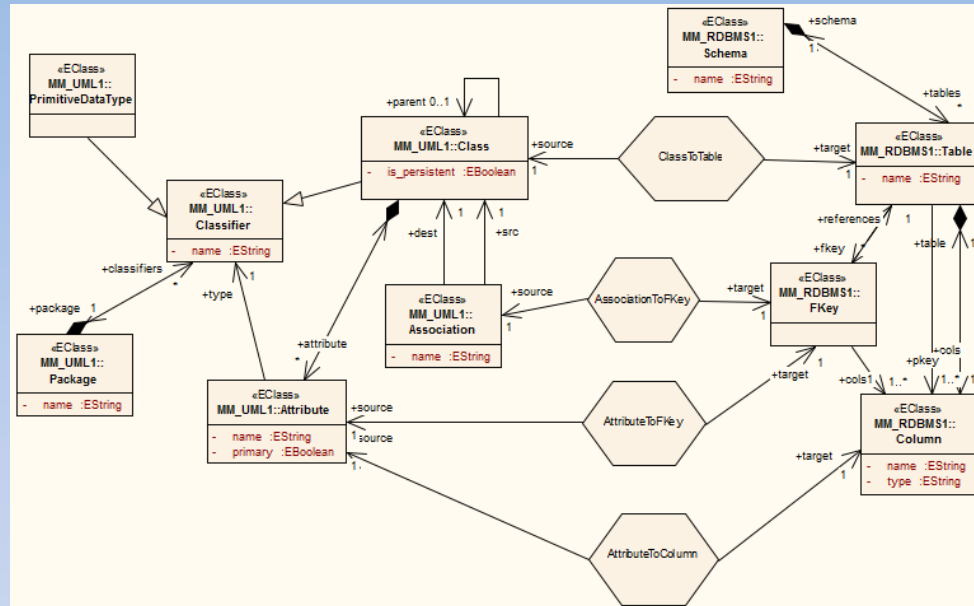 «EClass»
MM_UML1::
PrimitiveDataType
«EClass»
MM_UML1::
Classifier
- name :EString
+classifiers
*
+package
1
«EClass»
MM_UML1::
Package
- name :EString
+type
1
+parent 0..1
«EClass»
MM_UML1::Class
- is_persistent :EBoolean
+dest
1
+src
1
+attribute
*
«EClass»
MM_UML1::
Association
- name :EString
«EClass»
MM_UML1::Attribute
- name :EString
- primary :EBoolean
+source
1
ClassToTable
+target
1
+source
1
AssociationToFKey
+target
1
+source
1
AttributeToFKey
+target
1
source
1
AttributeToColumn
+target
1
«EClass»
MM_RDBMS1::
Schema
- name :EString
+schema
1
+tables
*
«EClass»
MM_RDBMS1::Table
- name :EString
+references
1
+fkey
*
+table
1
«EClass»
MM_RDBMS1::
FKey
+cols
1..*
+pkey
1..*
+cols
«EClass»
MM_RDBMS1::
Column
- name :EString
- type :EString